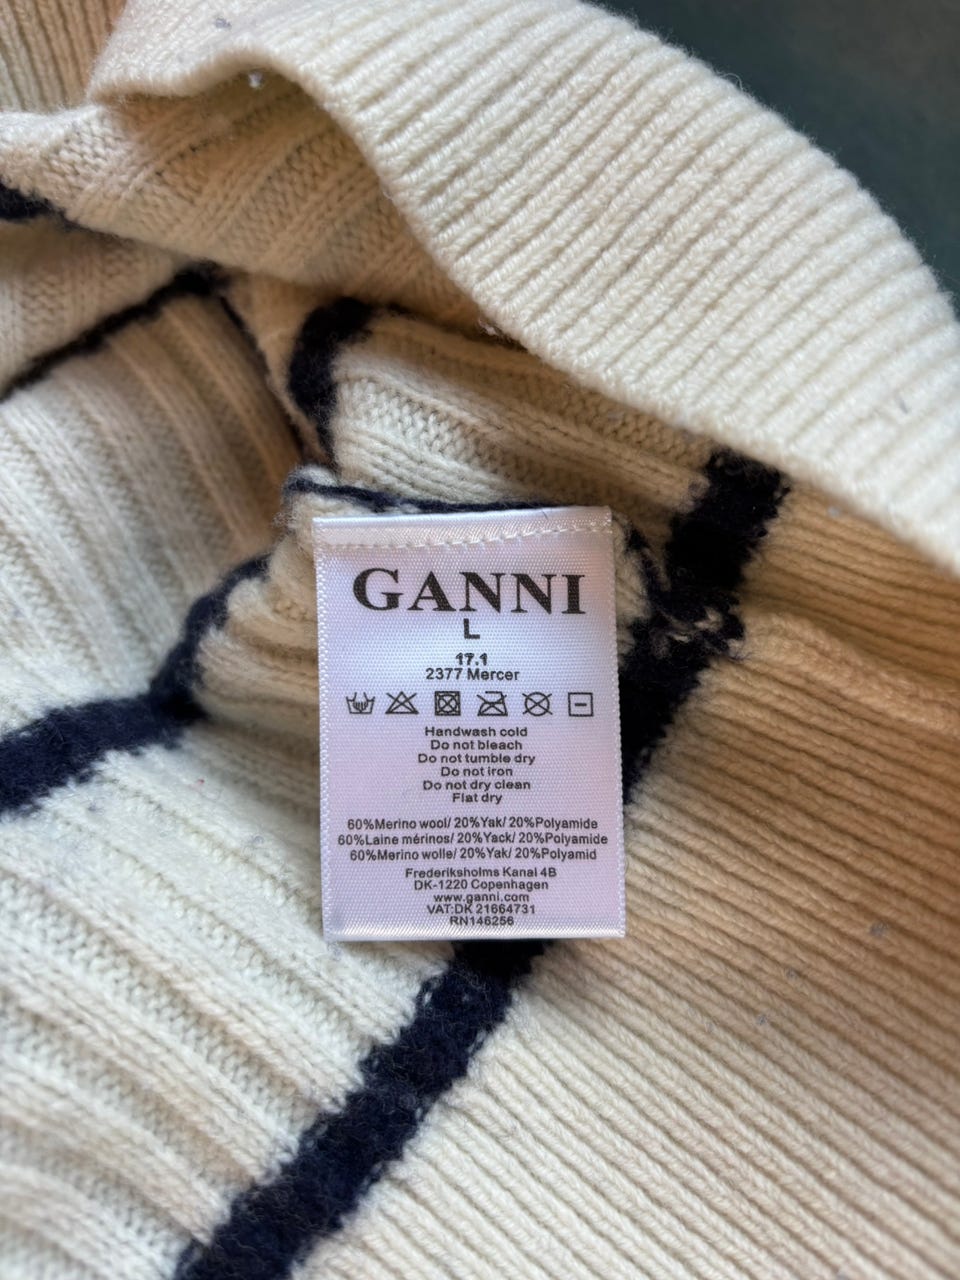 GANNI
L
17.1
2377 Mercer
Handwash cold
Do not bleach
Do not tumble dry
Do not iron
Do not dry clean
Flat dry
60%Merino wool/ 20%Yak/ 20%Polyamide
60%Laine mérinos/ 20%Yack/ 20%Polyamide
60%Merino wolle/ 20%Yak/ 20%Polyamid
Frederiksholms Kanal 4B
DK-1220 Copenhagen
www.ganni.com
VAT:DK 21664731
RN146256